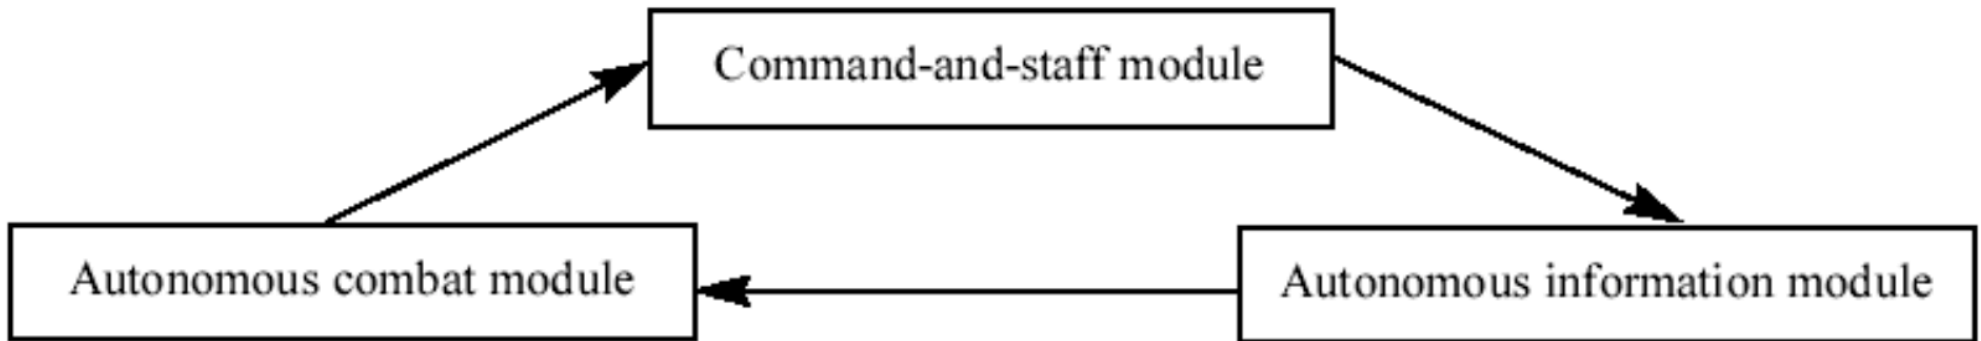 Command-and-staff module
Autonomous combat module
Autonomous information module